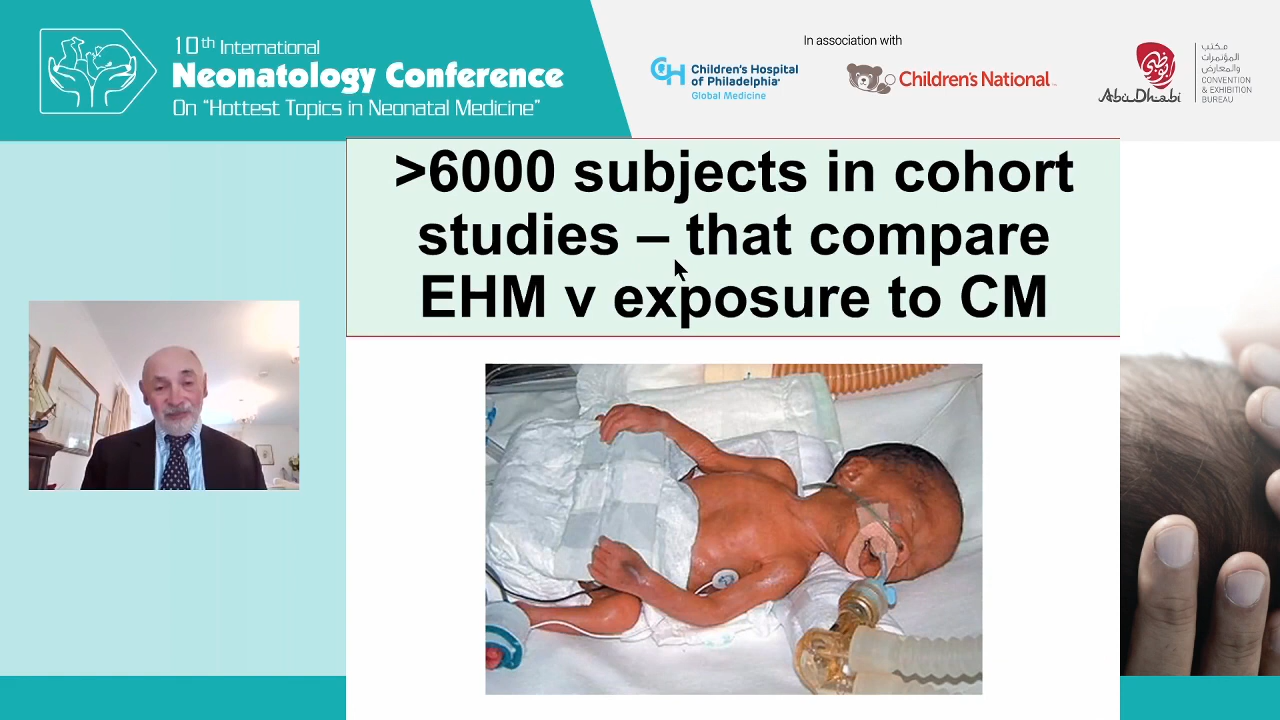 10th International
Neonatology Conference
On “Hottest Topics in Neonatal Medicine”
In association with
Children's Hospital
of Philadelphia
Global Medicine
Children's National
Abu Dhabi
أبوظبي
مكتب
المؤتمرات
والمعارض
CONVENTION
& EXHIBITION
BUREAU
>6000 subjects in cohort
studies – that compare
EHM v exposure to CM